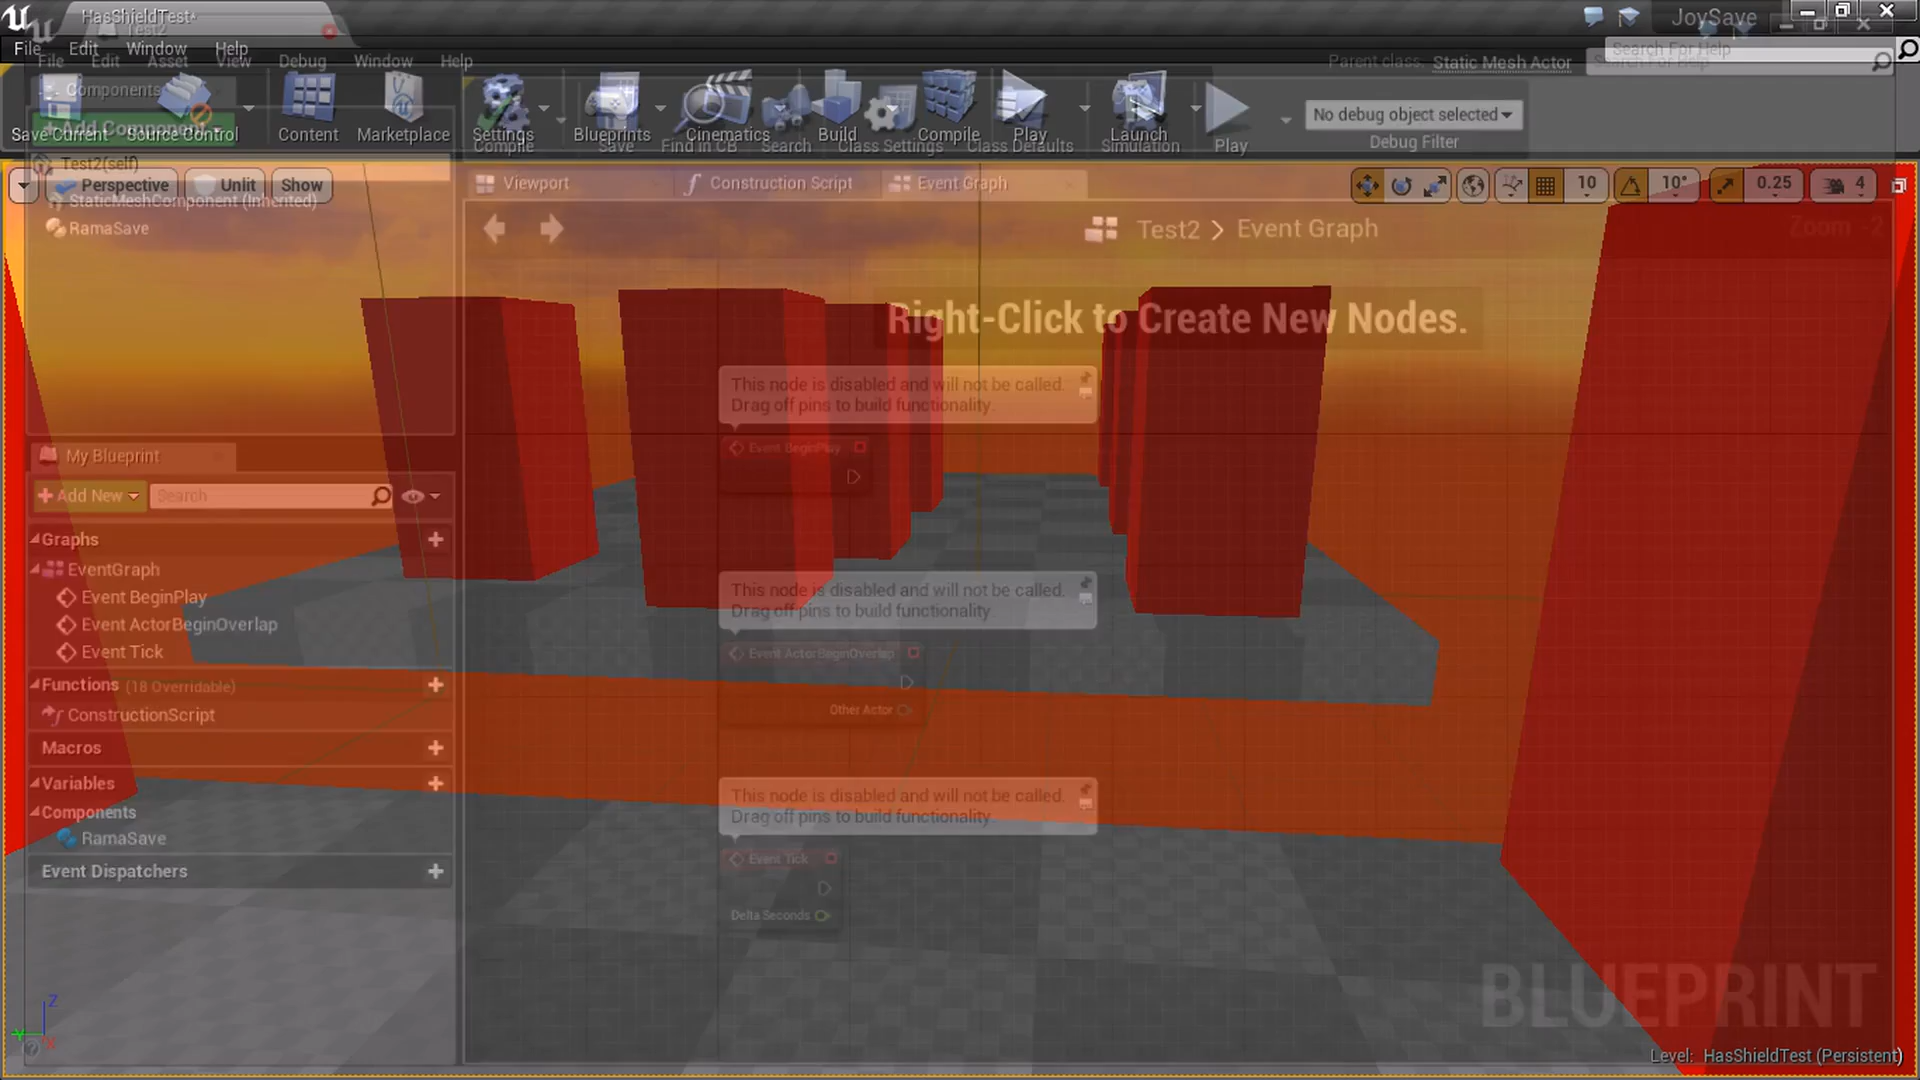 HasShieldTest*
Test2
JoySave
File Edit Window Help
File Edit Asset View Debug Window Help
Search For Help
Parent class: Static Mesh Actor
Search For Help
Components
+ Add Component
Save Current Source Control Content Marketplace Settings Blueprints Cinematics Build Compile Play Launch
Compile Save Find in CB Search Class Settings Class Defaults Simulation Play
No debug object selected
Debug Filter
Test2(self)
Perspective Unlit Show
StaticMeshComponent (Inherited)
RamaSave
Viewport
Construction Script
Event Graph
10 10° 0.25 4
Test2 > Event Graph
Zoom -2
Right-Click to Create New Nodes.
This node is disabled and will not be called.
Drag off pins to build functionality.
Event BeginPlay
My Blueprint
+ Add New
Search
Graphs
EventGraph
Event BeginPlay
Event ActorBeginOverlap
Event Tick
Functions (18 Overridable)
ConstructionScript
Macros
Variables
Components
RamaSave
Event Dispatchers
This node is disabled and will not be called.
Drag off pins to build functionality.
Event ActorBeginOverlap
Other Actor
This node is disabled and will not be called.
Drag off pins to build functionality.
Event Tick
Delta Seconds
BLUEPRINT
Z
Level: HasShieldTest (Persistent)